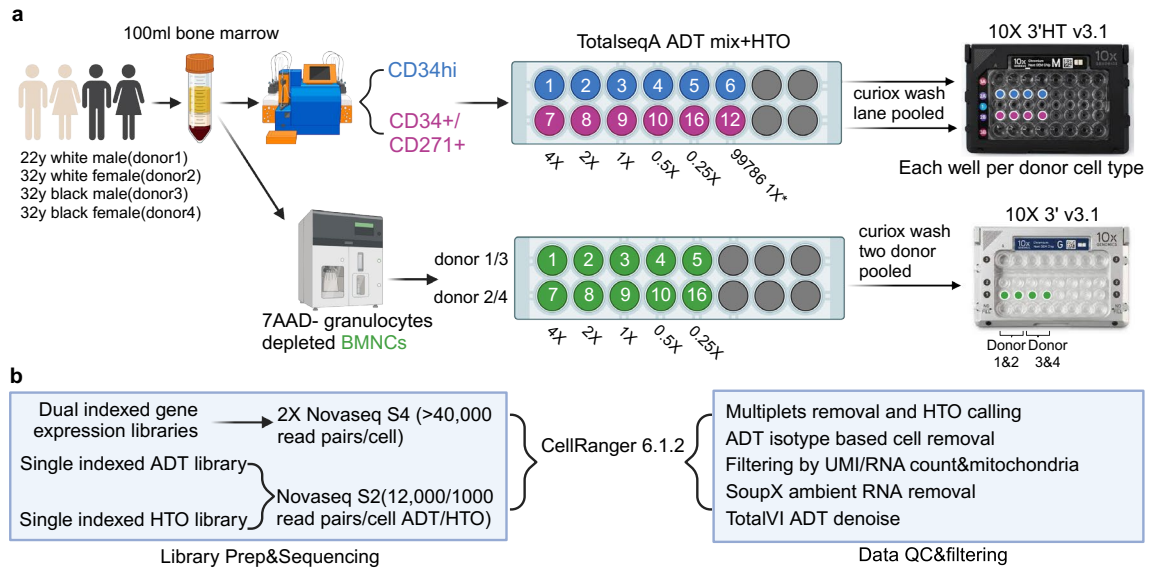 a
100ml bone marrow
22y white male(donor1)
32y white female(donor2)
32y black male(donor3)
32y black female(donor4)
CD34hi
CD34+/
CD271+
TotalseqA ADT mix+HTO
1 2 3 4 5 6
7 8 9 10 16 12
4X 2X 1X 0.5X 0.25X 99786 1X*
curiox wash
lane pooled
10X 3'HT v3.1
10x M 10x
GENOMICS
Each well per donor cell type
7AAD- granulocytes
depleted BMNCs
donor 1/3
donor 2/4
1 2 3 4 5
7 8 9 10 16
4X 2X 1X 0.5X 0.25X
curiox wash
two donor
pooled
10X 3' v3.1
10x G 10x
GENOMICS
Donor
1&2
Donor
3&4
b
Dual indexed gene
expression libraries
2X Novaseq S4 (>40,000
read pairs/cell)
Single indexed ADT library
Single indexed HTO library
Novaseq S2(12,000/1000
read pairs/cell ADT/HTO)
Library Prep&Sequencing
CellRanger 6.1.2
Multiplets removal and HTO calling
ADT isotype based cell removal
Filtering by UMI/RNA count&mitochondria
SoupX ambient RNA removal
TotalVI ADT denoise
Data QC&filtering